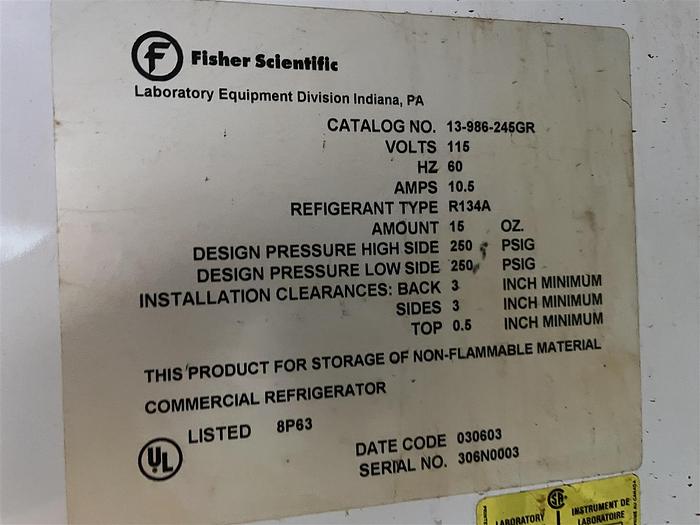 f Fisher Scientific
Laboratory Equipment Division Indiana, PA
CATALOG NO. 13-986-245GR
VOLTS 115
HZ 60
AMPS 10.5
REFIGERANT TYPE R134A
AMOUNT 15 OZ.
DESIGN PRESSURE HIGH SIDE 250 PSIG
DESIGN PRESSURE LOW SIDE 250 PSIG
INSTALLATION CLEARANCES: BACK 3 INCH MINIMUM
SIDES 3 INCH MINIMUM
TOP 0.5 INCH MINIMUM
THIS PRODUCT FOR STORAGE OF NON-FLAMMABLE MATERIAL
COMMERCIAL REFRIGERATOR
UL LISTED 8P63
DATE CODE 030603
SERIAL NO. 306N0003
LABORATORY
INSTRUMENT DE
LABORATOIRE